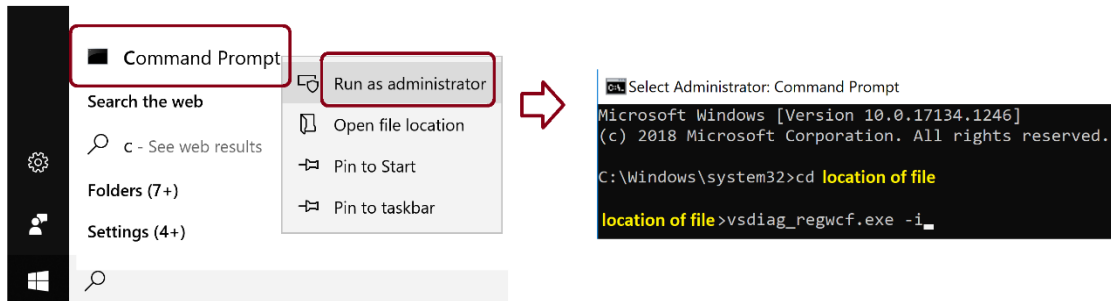 Command Prompt
Search the web
c - See web results
Folders (7+)
Settings (4+)
Run as administrator
Open file location
Pin to Start
Pin to taskbar
Select Administrator: Command Prompt
Microsoft Windows [Version 10.0.17134.1246]
(c) 2018 Microsoft Corporation. All rights reserved.
C:\Windows\system32>cd location of file
location of file>vsdiag_regwcf.exe -i_